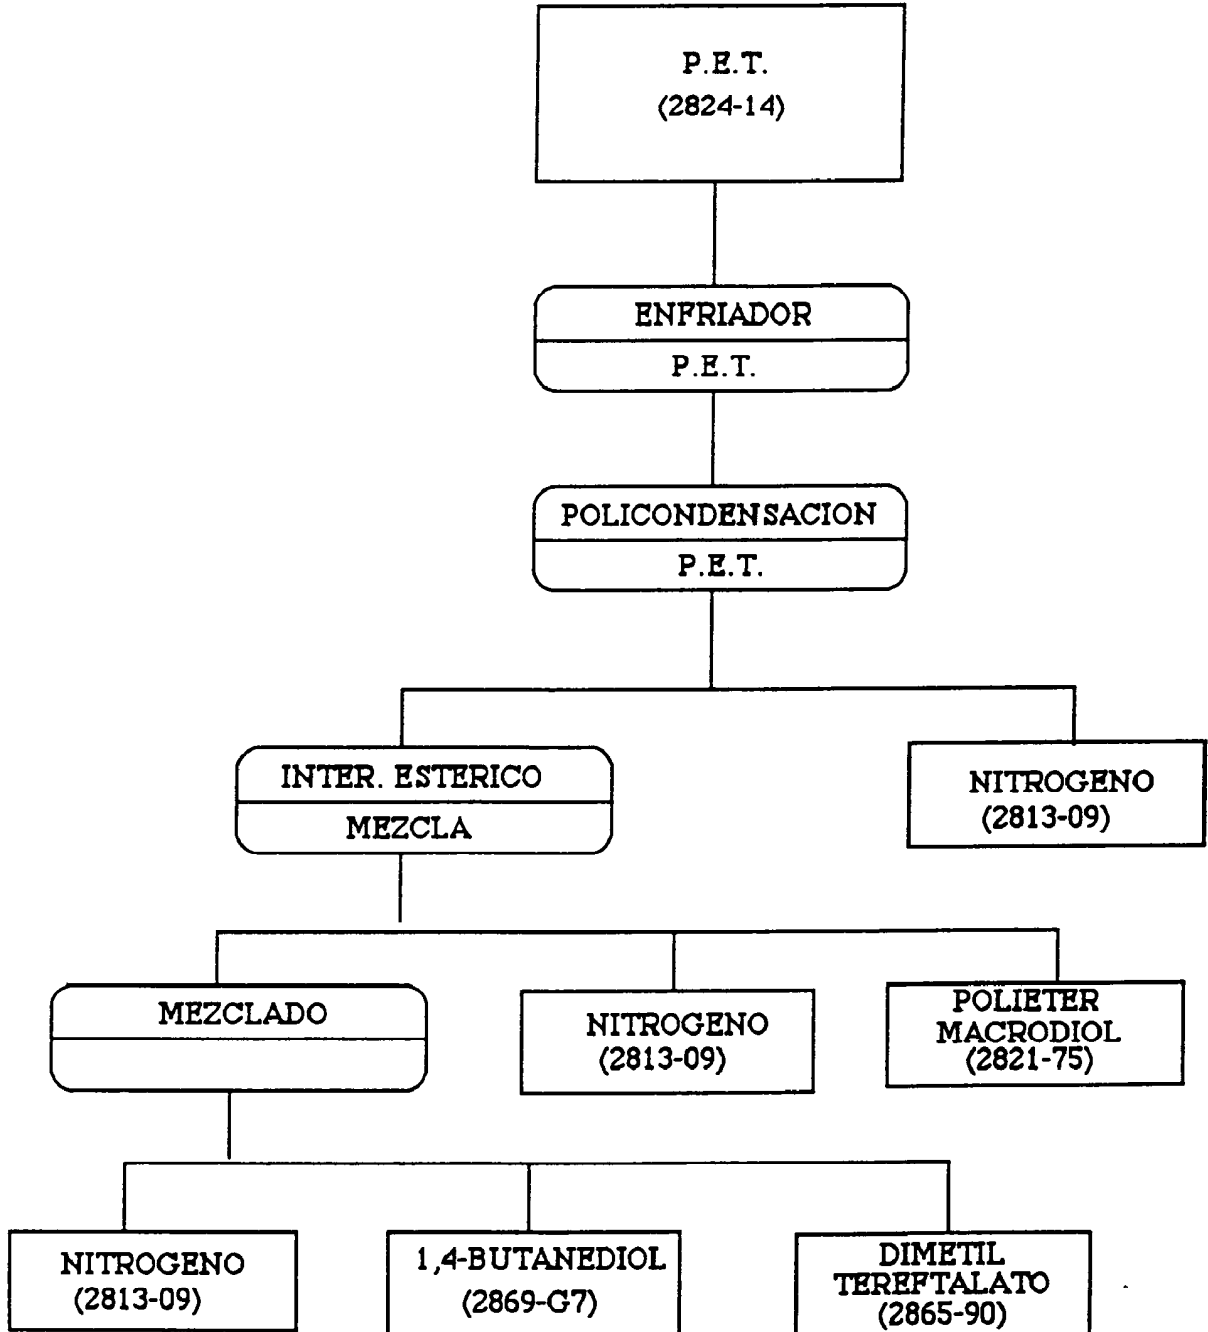 P.E.T.
(2824-14)
ENFRIADOR
P.E.T.
POLICONDENSACION
P.E.T.
INTER. ESTERICO
MEZCLA
NITROGENO
(2813-09)
MEZCLADO
NITROGENO
(2813-09)
POLIETER
MACRODIOL
(2821-75)
NITROGENO
(2813-09)
1,4-BUTANEDIOL
(2869-G7)
DIMETIL
TEREFTALATO
(2865-90)